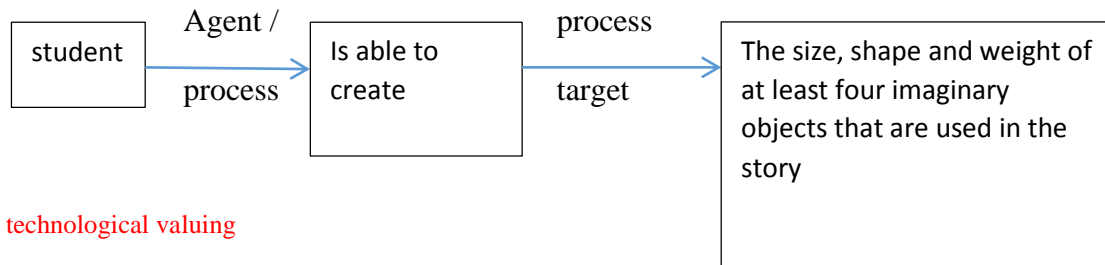 student
Agent /
process
Is able to
create
process
target
The size, shape and weight of
at least four imaginary
objects that are used in the
story
technological valuing